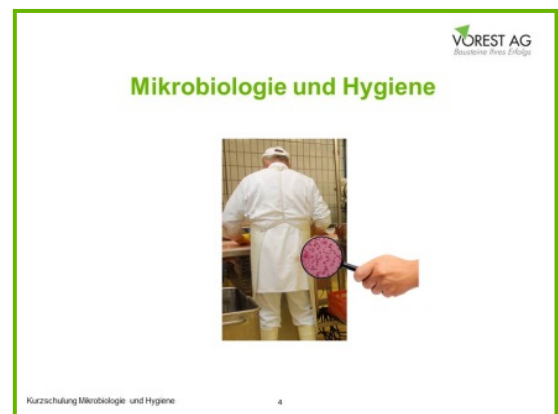 VOREST AG
Bausteine Ihres Erfolgs
Mikrobiologie und Hygiene
Kurzschulung Mikrobiologie und Hygiene
4